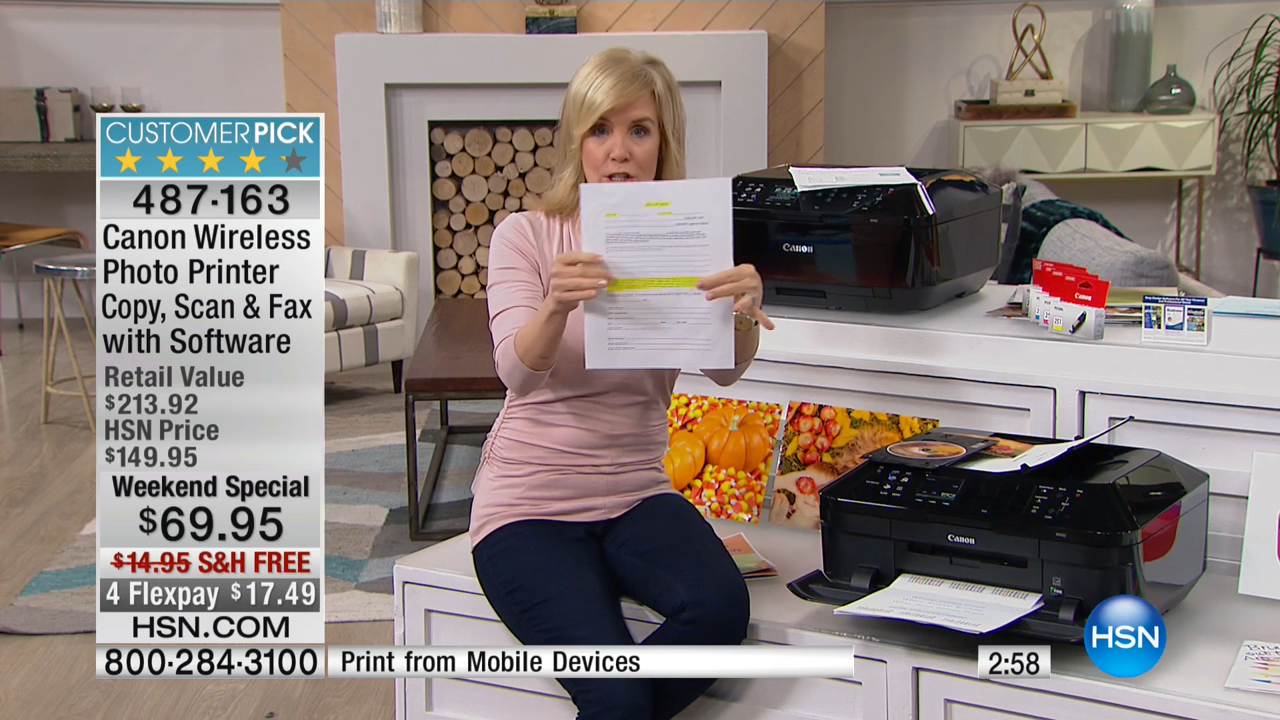 CUSTOMERPICK
487·163
Canon Wireless
Photo Printer
Copy, Scan & Fax
with Software
Retail Value
$213.92
HSN Price
$149.95
Weekend Special
$69.95
$14.95 S&H FREE
4 Flexpay $17.49
HSN.COM
800·284·3100
Print from Mobile Devices
2:58
HSN
Canon
Canon
Canon